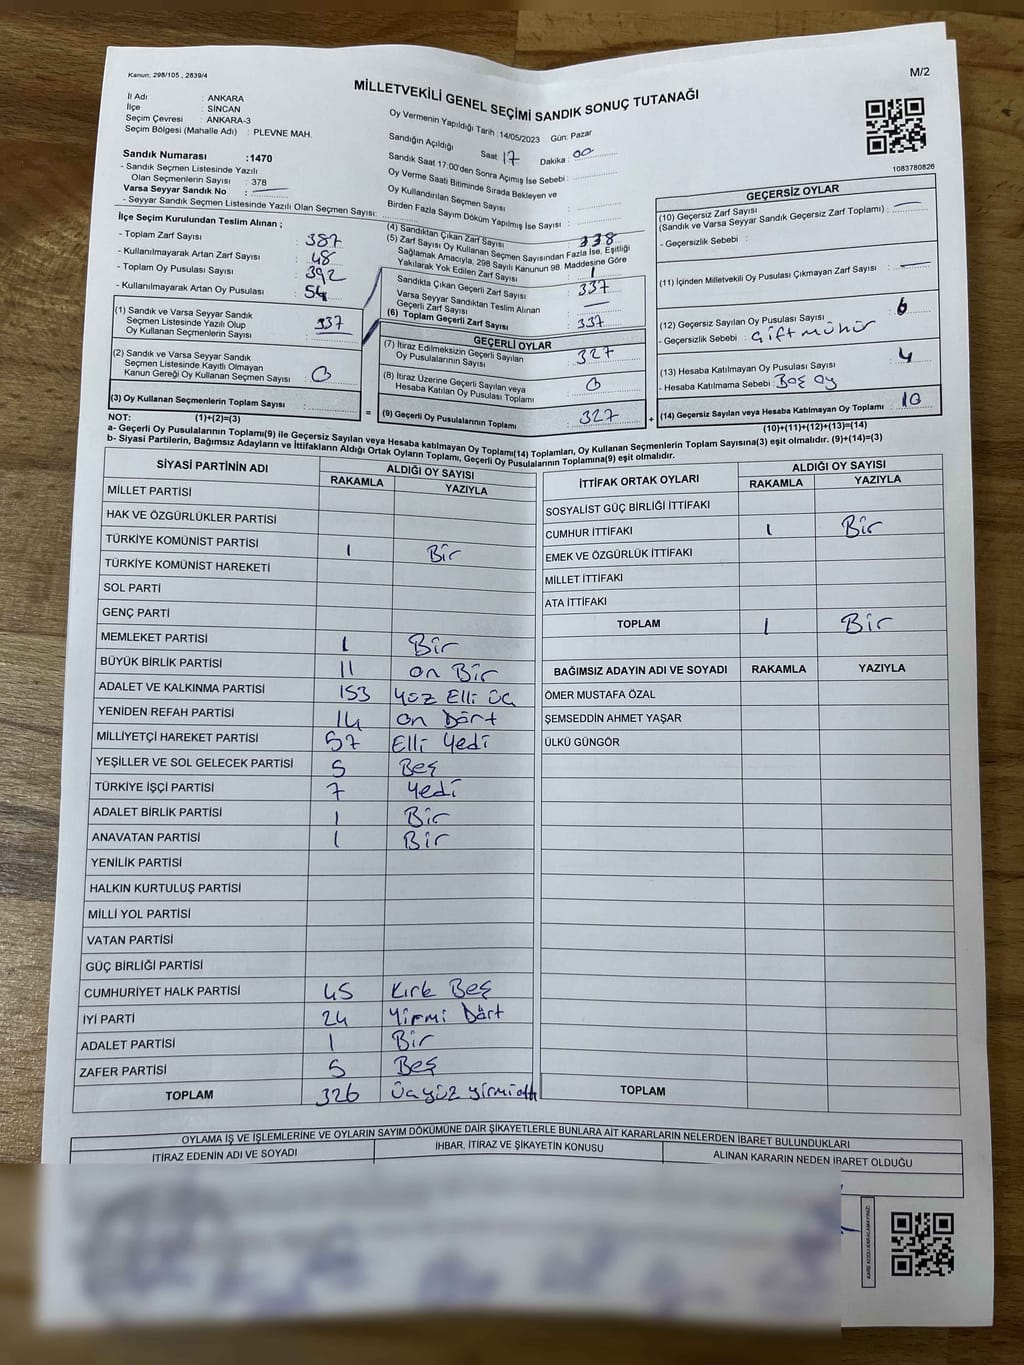 Kanun: 298/105 , 2839/4
M/2
MİLLETVEKİLİ GENEL SEÇİMİ SANDIK SONUÇ TUTANAĞI
İl Adı : ANKARA
İlçe : SİNCAN
Seçim Çevresi : ANKARA-3
Seçim Bölgesi (Mahalle Adı) : PLEVNE MAH.
Oy Vermenin Yapıldığı Tarih :14/05/2023 Gün: Pazar
Sandığın Açıldığı Saat: 17 Dakika : 00
Sandık Saat 17:00'den Sonra Açımış İse Sebebi :
Oy Verme Saati Bitiminde Sırada Bekleyen ve
Oy Kullandırılan Seçmen Sayısı :
Birden Fazla Sayım Döküm Yapılmış İse Sayısı :
1083780826
Sandık Numarası :1470
- Sandık Seçmen Listesinde Yazılı
Olan Seçmenlerin Sayısı : 378
Varsa Seyyar Sandık No : —
- Seyyar Sandık Seçmen Listesinde Yazılı Olan Seçmen Sayısı:
İlçe Seçim Kurulundan Teslim Alınan ;
- Toplam Zarf Sayısı : 387
- Kullanılmayarak Artan Zarf Sayısı : 48
- Toplam Oy Pusulası Sayısı : 392
- Kullanılmayarak Artan Oy Pusulası : 54
(1) Sandık ve Varsa Seyyar Sandık
Seçmen Listesinde Yazılı Olup
Oy Kullanan Seçmenlerin Sayısı : 337
(2) Sandık ve Varsa Seyyar Sandık
Seçmen Listesinde Kayıtlı Olmayan
Kanun Gereği Oy Kullanan Seçmen Sayısı : 0
(3) Oy Kullanan Seçmenlerin Toplam Sayısı :
(4) Sandıktan Çıkan Zarf Sayısı : 338
(5) Zarf Sayısı Oy Kullanan Seçmen Sayısından Fazla İse, Eşitliği
Sağlamak Amacıyla, 298 Sayılı Kanunun 98. Maddesine Göre
Yakılarak Yok Edilen Zarf Sayısı : 1
Sandıkta Çıkan Geçerli Zarf Sayısı : 337
Varsa Seyyar Sandıktan Teslim Alınan
Geçerli Zarf Sayısı : —
(6) Toplam Geçerli Zarf Sayısı : 337
GEÇERLİ OYLAR
(7) İtiraz Edilmeksizin Geçerli Sayılan
Oy Pusulalarının Sayısı : 327
(8) İtiraz Üzerine Geçerli Sayılan veya
Hesaba Katılan Oy Pusulası Toplamı : 0
= (9) Geçerli Oy Pusulalarının Toplamı : 327 +
GEÇERSİZ OYLAR
(10) Geçersiz Zarf Sayısı
(Sandık ve Varsa Seyyar Sandık Geçersiz Zarf Toplamı) : —
- Geçersizlik Sebebi :
(11) İçinden Milletvekili Oy Pusulası Çıkmayan Zarf Sayısı : —
(12) Geçersiz Sayılan Oy Pusulası Sayısı : 6
- Geçersizlik Sebebi : Çift mühür
(13) Hesaba Katılmayan Oy Pusulası Sayısı : 4
- Hesaba Katılmama Sebebi : Boş oy
(14) Geçersiz Sayılan veya Hesaba Katılmayan Oy Toplamı : 10
(10)+(11)+(12)+(13)=(14)
NOT: (1)+(2)=(3)
a- Geçerli Oy Pusulalarının Toplamı(9) ile Geçersiz Sayılan veya Hesaba katılmayan Oy Toplamı(14) Toplamları, Oy Kullanan Seçmenlerin Toplam Sayısına(3) eşit olmalıdır. (9)+(14)=(3)
b- Siyasi Partilerin, Bağımsız Adayların ve İttifakların Aldığı Ortak Oyların Toplamı, Geçerli Oy Pusulalarının Toplamına(9) eşit olmalıdır.
SİYASİ PARTİNİN ADI ALDIĞI OY SAYISI
RAKAMLA YAZIYLA
MİLLET PARTİSİ
HAK VE ÖZGÜRLÜKLER PARTİSİ
TÜRKİYE KOMÜNİST PARTİSİ 1 Bir
TÜRKİYE KOMÜNİST HAREKETİ
SOL PARTİ
GENÇ PARTİ
MEMLEKET PARTİSİ 1 Bir
BÜYÜK BİRLİK PARTİSİ 11 on Bir
ADALET VE KALKINMA PARTİSİ 153 Yüz Elli Üç
YENİDEN REFAH PARTİSİ 14 on Dört
MİLLİYETÇİ HAREKET PARTİSİ 57 Elli Yedi
YEŞİLLER VE SOL GELECEK PARTİSİ 5 Beş
TÜRKİYE İŞÇİ PARTİSİ 7 Yedi
ADALET BİRLİK PARTİSİ 1 Bir
ANAVATAN PARTİSİ 1 Bir
YENİLİK PARTİSİ
HALKIN KURTULUŞ PARTİSİ
MİLLİ YOL PARTİSİ
VATAN PARTİSİ
GÜÇ BİRLİĞİ PARTİSİ
CUMHURİYET HALK PARTİSİ 45 Kırk Beş
İYİ PARTİ 24 Yirmi Dört
ADALET PARTİSİ 1 Bir
ZAFER PARTİSİ 5 Beş
TOPLAM 326 Üçyüz yirmialtı
İTTİFAK ORTAK OYLARI ALDIĞI OY SAYISI
RAKAMLA YAZIYLA
SOSYALİST GÜÇ BİRLİĞİ İTTİFAKI
CUMHUR İTTİFAKI 1 Bir
EMEK VE ÖZGÜRLÜK İTTİFAKI
MİLLET İTTİFAKI
ATA İTTİFAKI
TOPLAM 1 Bir
BAĞIMSIZ ADAYIN ADI VE SOYADI RAKAMLA YAZIYLA
ÖMER MUSTAFA ÖZAL
ŞEMSEDDİN AHMET YAŞAR
ÜLKÜ GÜNGÖR
TOPLAM
OYLAMA İŞ VE İŞLEMLERİNE VE OYLARIN SAYIM DÖKÜMÜNE DAİR ŞİKAYETLERLE BUNLARA AİT KARARLARIN NELERDEN İBARET BULUNDUKLARI
İTİRAZ EDENİN ADI VE SOYADI İHBAR, İTİRAZ VE ŞİKAYETİN KONUSU ALINAN KARARIN NEDEN İBARET OLDUĞU
KARE KODU KARALAMAYINIZ!